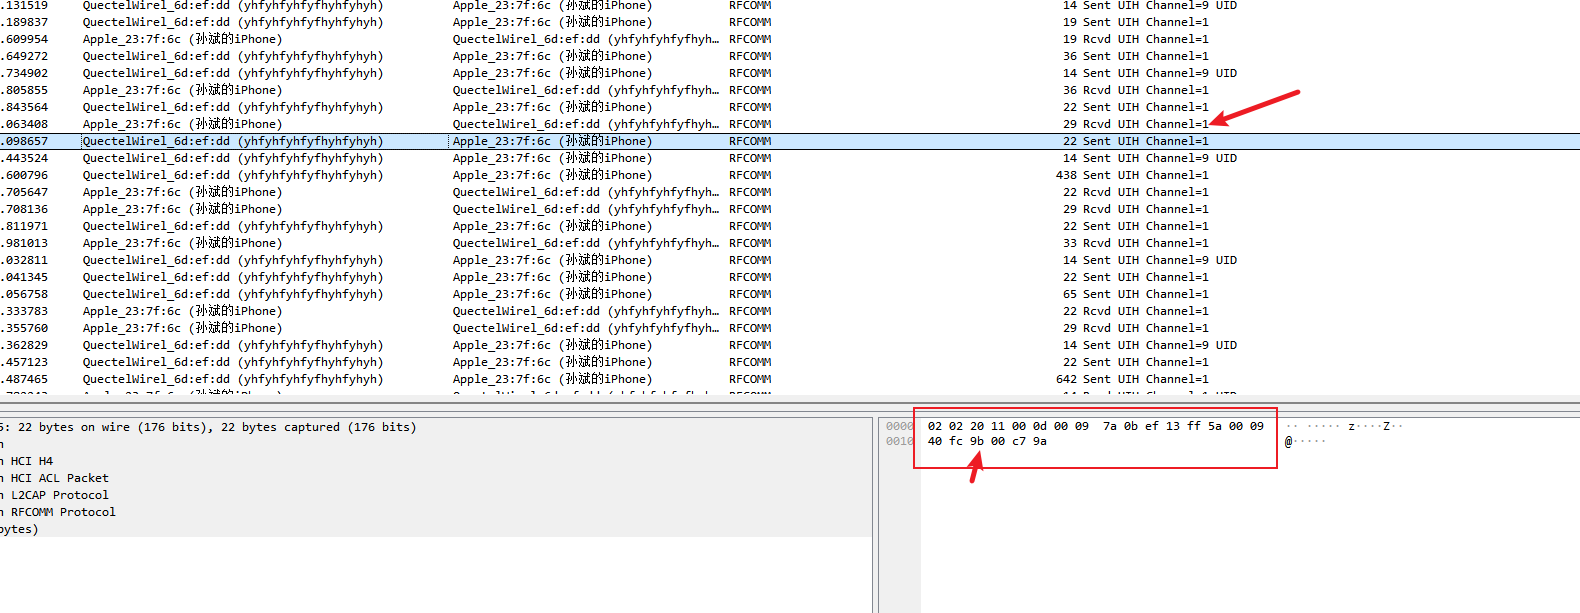 .131519 QuectelWirel_6d:ef:dd (yhfyhfyhfyfhyhfyhyh) Apple_23:7f:6c (孙斌的iPhone) RFCOMM 14 Sent UIH Channel=9 UID
.189837 QuectelWirel_6d:ef:dd (yhfyhfyhfyfhyhfyhyh) Apple_23:7f:6c (孙斌的iPhone) RFCOMM 19 Sent UIH Channel=1
.609954 Apple_23:7f:6c (孙斌的iPhone) QuectelWirel_6d:ef:dd (yhfyhfyhfyfhyh… RFCOMM 19 Rcvd UIH Channel=1
.649272 QuectelWirel_6d:ef:dd (yhfyhfyhfyfhyhfyhyh) Apple_23:7f:6c (孙斌的iPhone) RFCOMM 36 Sent UIH Channel=1
.734902 QuectelWirel_6d:ef:dd (yhfyhfyhfyfhyhfyhyh) Apple_23:7f:6c (孙斌的iPhone) RFCOMM 14 Sent UIH Channel=9 UID
.805855 Apple_23:7f:6c (孙斌的iPhone) QuectelWirel_6d:ef:dd (yhfyhfyhfyfhyh… RFCOMM 36 Rcvd UIH Channel=1
.843564 QuectelWirel_6d:ef:dd (yhfyhfyhfyfhyhfyhyh) Apple_23:7f:6c (孙斌的iPhone) RFCOMM 22 Sent UIH Channel=1
.063408 Apple_23:7f:6c (孙斌的iPhone) QuectelWirel_6d:ef:dd (yhfyhfyhfyfhyh… RFCOMM 29 Rcvd UIH Channel=1
.098657 QuectelWirel_6d:ef:dd (yhfyhfyhfyfhyhfyhyh) Apple_23:7f:6c (孙斌的iPhone) RFCOMM 22 Sent UIH Channel=1
.443524 QuectelWirel_6d:ef:dd (yhfyhfyhfyfhyhfyhyh) Apple_23:7f:6c (孙斌的iPhone) RFCOMM 14 Sent UIH Channel=9 UID
.600796 QuectelWirel_6d:ef:dd (yhfyhfyhfyfhyhfyhyh) Apple_23:7f:6c (孙斌的iPhone) RFCOMM 438 Sent UIH Channel=1
.705647 Apple_23:7f:6c (孙斌的iPhone) QuectelWirel_6d:ef:dd (yhfyhfyhfyfhyh… RFCOMM 22 Rcvd UIH Channel=1
.708136 Apple_23:7f:6c (孙斌的iPhone) QuectelWirel_6d:ef:dd (yhfyhfyhfyfhyh… RFCOMM 29 Rcvd UIH Channel=1
.811971 QuectelWirel_6d:ef:dd (yhfyhfyhfyfhyhfyhyh) Apple_23:7f:6c (孙斌的iPhone) RFCOMM 22 Sent UIH Channel=1
.981013 Apple_23:7f:6c (孙斌的iPhone) QuectelWirel_6d:ef:dd (yhfyhfyhfyfhyh… RFCOMM 33 Rcvd UIH Channel=1
.032811 QuectelWirel_6d:ef:dd (yhfyhfyhfyfhyhfyhyh) Apple_23:7f:6c (孙斌的iPhone) RFCOMM 14 Sent UIH Channel=9 UID
.041345 QuectelWirel_6d:ef:dd (yhfyhfyhfyfhyhfyhyh) Apple_23:7f:6c (孙斌的iPhone) RFCOMM 22 Sent UIH Channel=1
.056758 QuectelWirel_6d:ef:dd (yhfyhfyhfyfhyhfyhyh) Apple_23:7f:6c (孙斌的iPhone) RFCOMM 65 Sent UIH Channel=1
.333783 Apple_23:7f:6c (孙斌的iPhone) QuectelWirel_6d:ef:dd (yhfyhfyhfyfhyh… RFCOMM 22 Rcvd UIH Channel=1
.355760 Apple_23:7f:6c (孙斌的iPhone) QuectelWirel_6d:ef:dd (yhfyhfyhfyfhyh… RFCOMM 29 Rcvd UIH Channel=1
.362829 QuectelWirel_6d:ef:dd (yhfyhfyhfyfhyhfyhyh) Apple_23:7f:6c (孙斌的iPhone) RFCOMM 14 Sent UIH Channel=9 UID
.457123 QuectelWirel_6d:ef:dd (yhfyhfyhfyfhyhfyhyh) Apple_23:7f:6c (孙斌的iPhone) RFCOMM 22 Sent UIH Channel=1
.487465 QuectelWirel_6d:ef:dd (yhfyhfyhfyfhyhfyhyh) Apple_23:7f:6c (孙斌的iPhone) RFCOMM 642 Sent UIH Channel=1
5: 22 bytes on wire (176 bits), 22 bytes captured (176 bits)
h
h HCI H4
h HCI ACL Packet
h L2CAP Protocol
h RFCOMM Protocol
bytes)
0000 02 02 20 11 00 0d 00 09 7a 0b ef 13 ff 5a 00 09 ·· ····· z····Z··
0010 40 fc 9b 00 c7 9a @·····